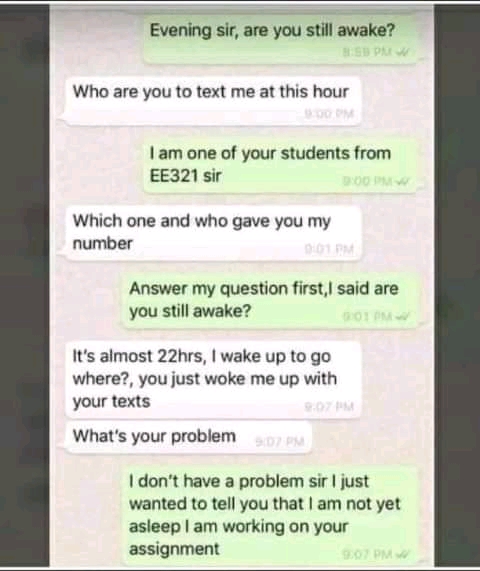 Evening sir, are you still awake?
8:59 PM
Who are you to text me at this hour
9:00 PM
I am one of your students from
EE321 sir
9:00 PM
Which one and who gave you my
number
9:01 PM
Answer my question first,I said are
you still awake?
9:01 PM
It's almost 22hrs, I wake up to go
where?, you just woke me up with
your texts
9:07 PM
What's your problem
9:07 PM
I don't have a problem sir I just
wanted to tell you that I am not yet
asleep I am working on your
assignment
9:07 PM